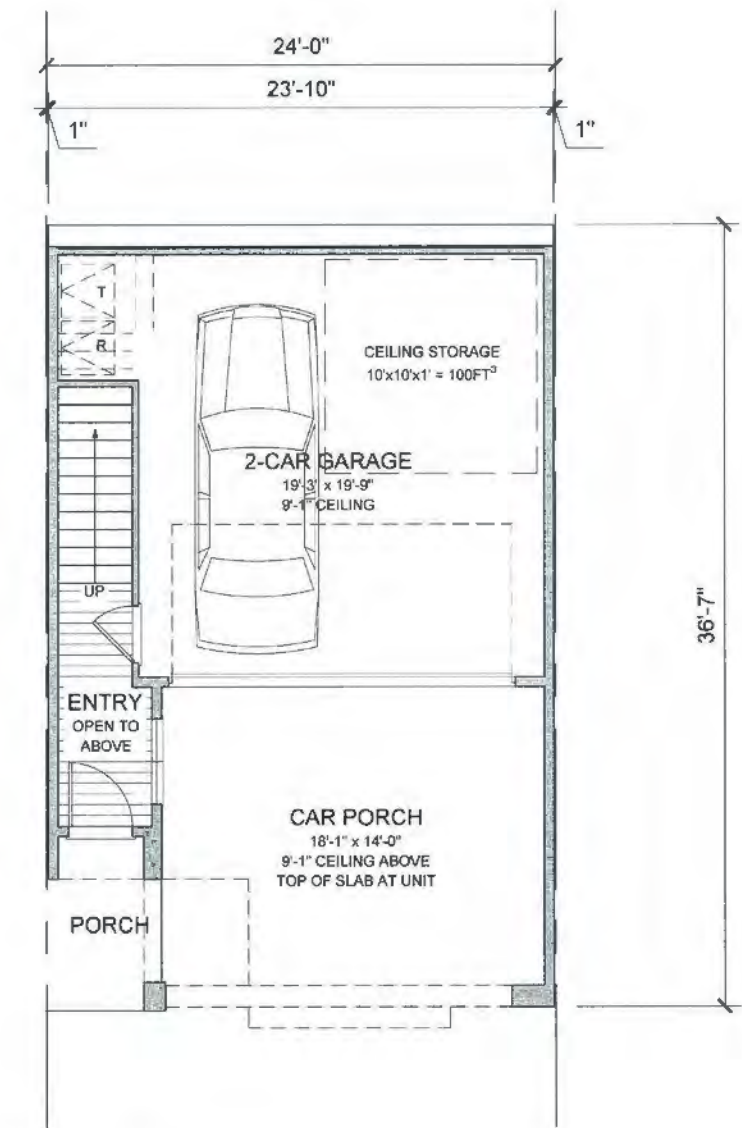 24'-0"
23'-10"
1"
1"
T
R
CEILING STORAGE
10'x10'x1' = 100FT³
2-CAR GARAGE
19'-3" x 19'-9"
9'-1" CEILING
UP
36'-7"
ENTRY
OPEN TO
ABOVE
CAR PORCH
18'-1" x 14'-0"
9'-1" CEILING ABOVE
TOP OF SLAB AT UNIT
PORCH